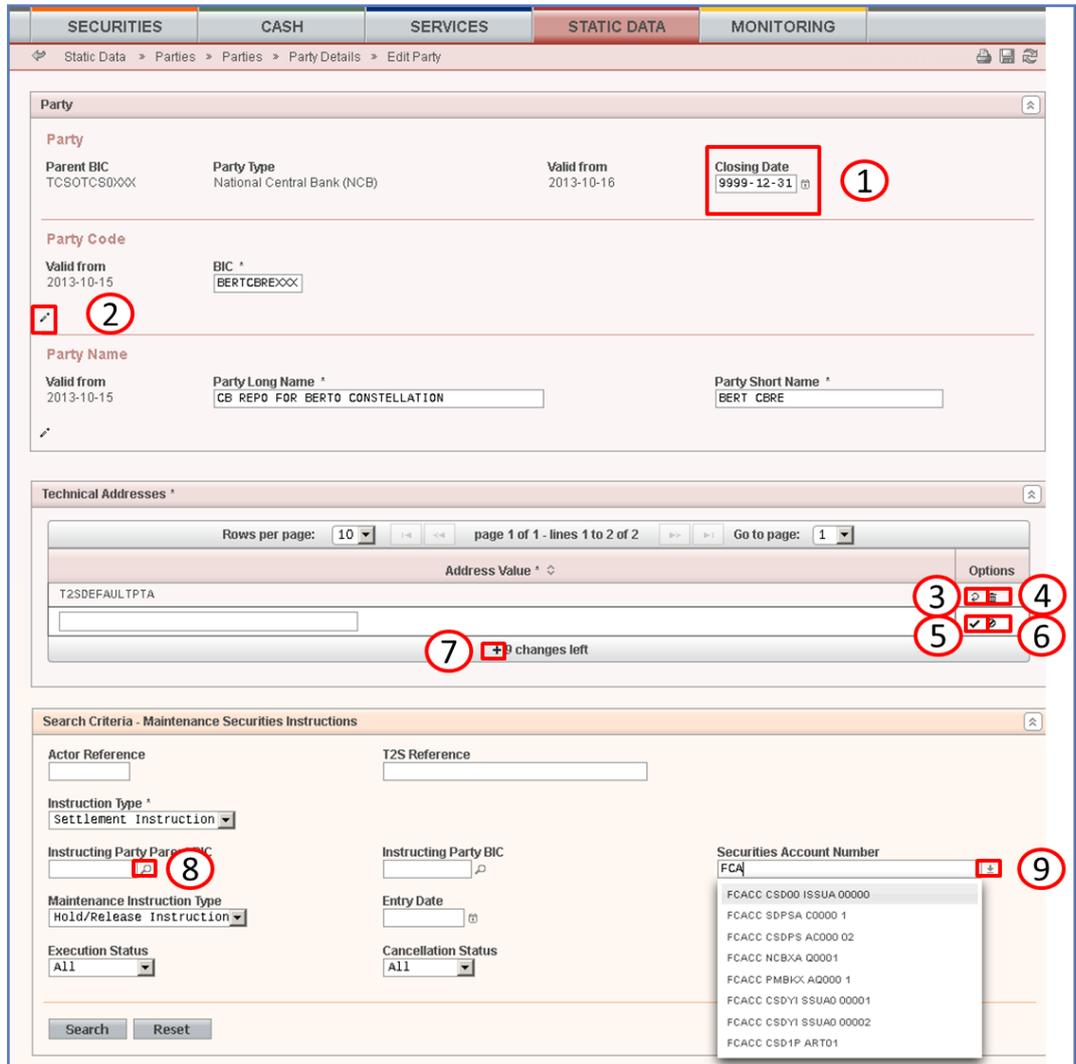 SECURITIES CASH SERVICES STATIC DATA MONITORING
Static Data » Parties » Parties » Party Details » Edit Party
Party
Party
Parent BIC Party Type Valid from Closing Date
TCSOTCS0XXX National Central Bank (NCB) 2013-10-16 9999-12-31 1
Party Code
Valid from BIC *
2013-10-15 BERTCBREXXX
2
Party Name
Valid from Party Long Name * Party Short Name *
2013-10-15 CB REPO FOR BERTO CONSTELLATION BERT CBRE
Technical Addresses *
Rows per page: 10 page 1 of 1 - lines 1 to 2 of 2 Go to page: 1
Address Value * Options
T2SDEFAULTPTA 3 4
5 6
7 + 9 changes left
Search Criteria - Maintenance Securities Instructions
Actor Reference T2S Reference
Instruction Type *
Settlement Instruction
Instructing Party Parent BIC Instructing Party BIC Securities Account Number
8 FCA 9
FCACC CSD00 ISSUA 00000
Maintenance Instruction Type Entry Date
Hold/Release Instruction FCACC SDPSA C0000 1
FCACC CSDPS AC000 02
Execution Status Cancellation Status FCACC NCBXA Q0001
All All FCACC PMBKX AQ000 1
FCACC CSDYI SSUA0 00001
Search Reset FCACC CSDYI SSUA0 00002
FCACC CSD1P ART01